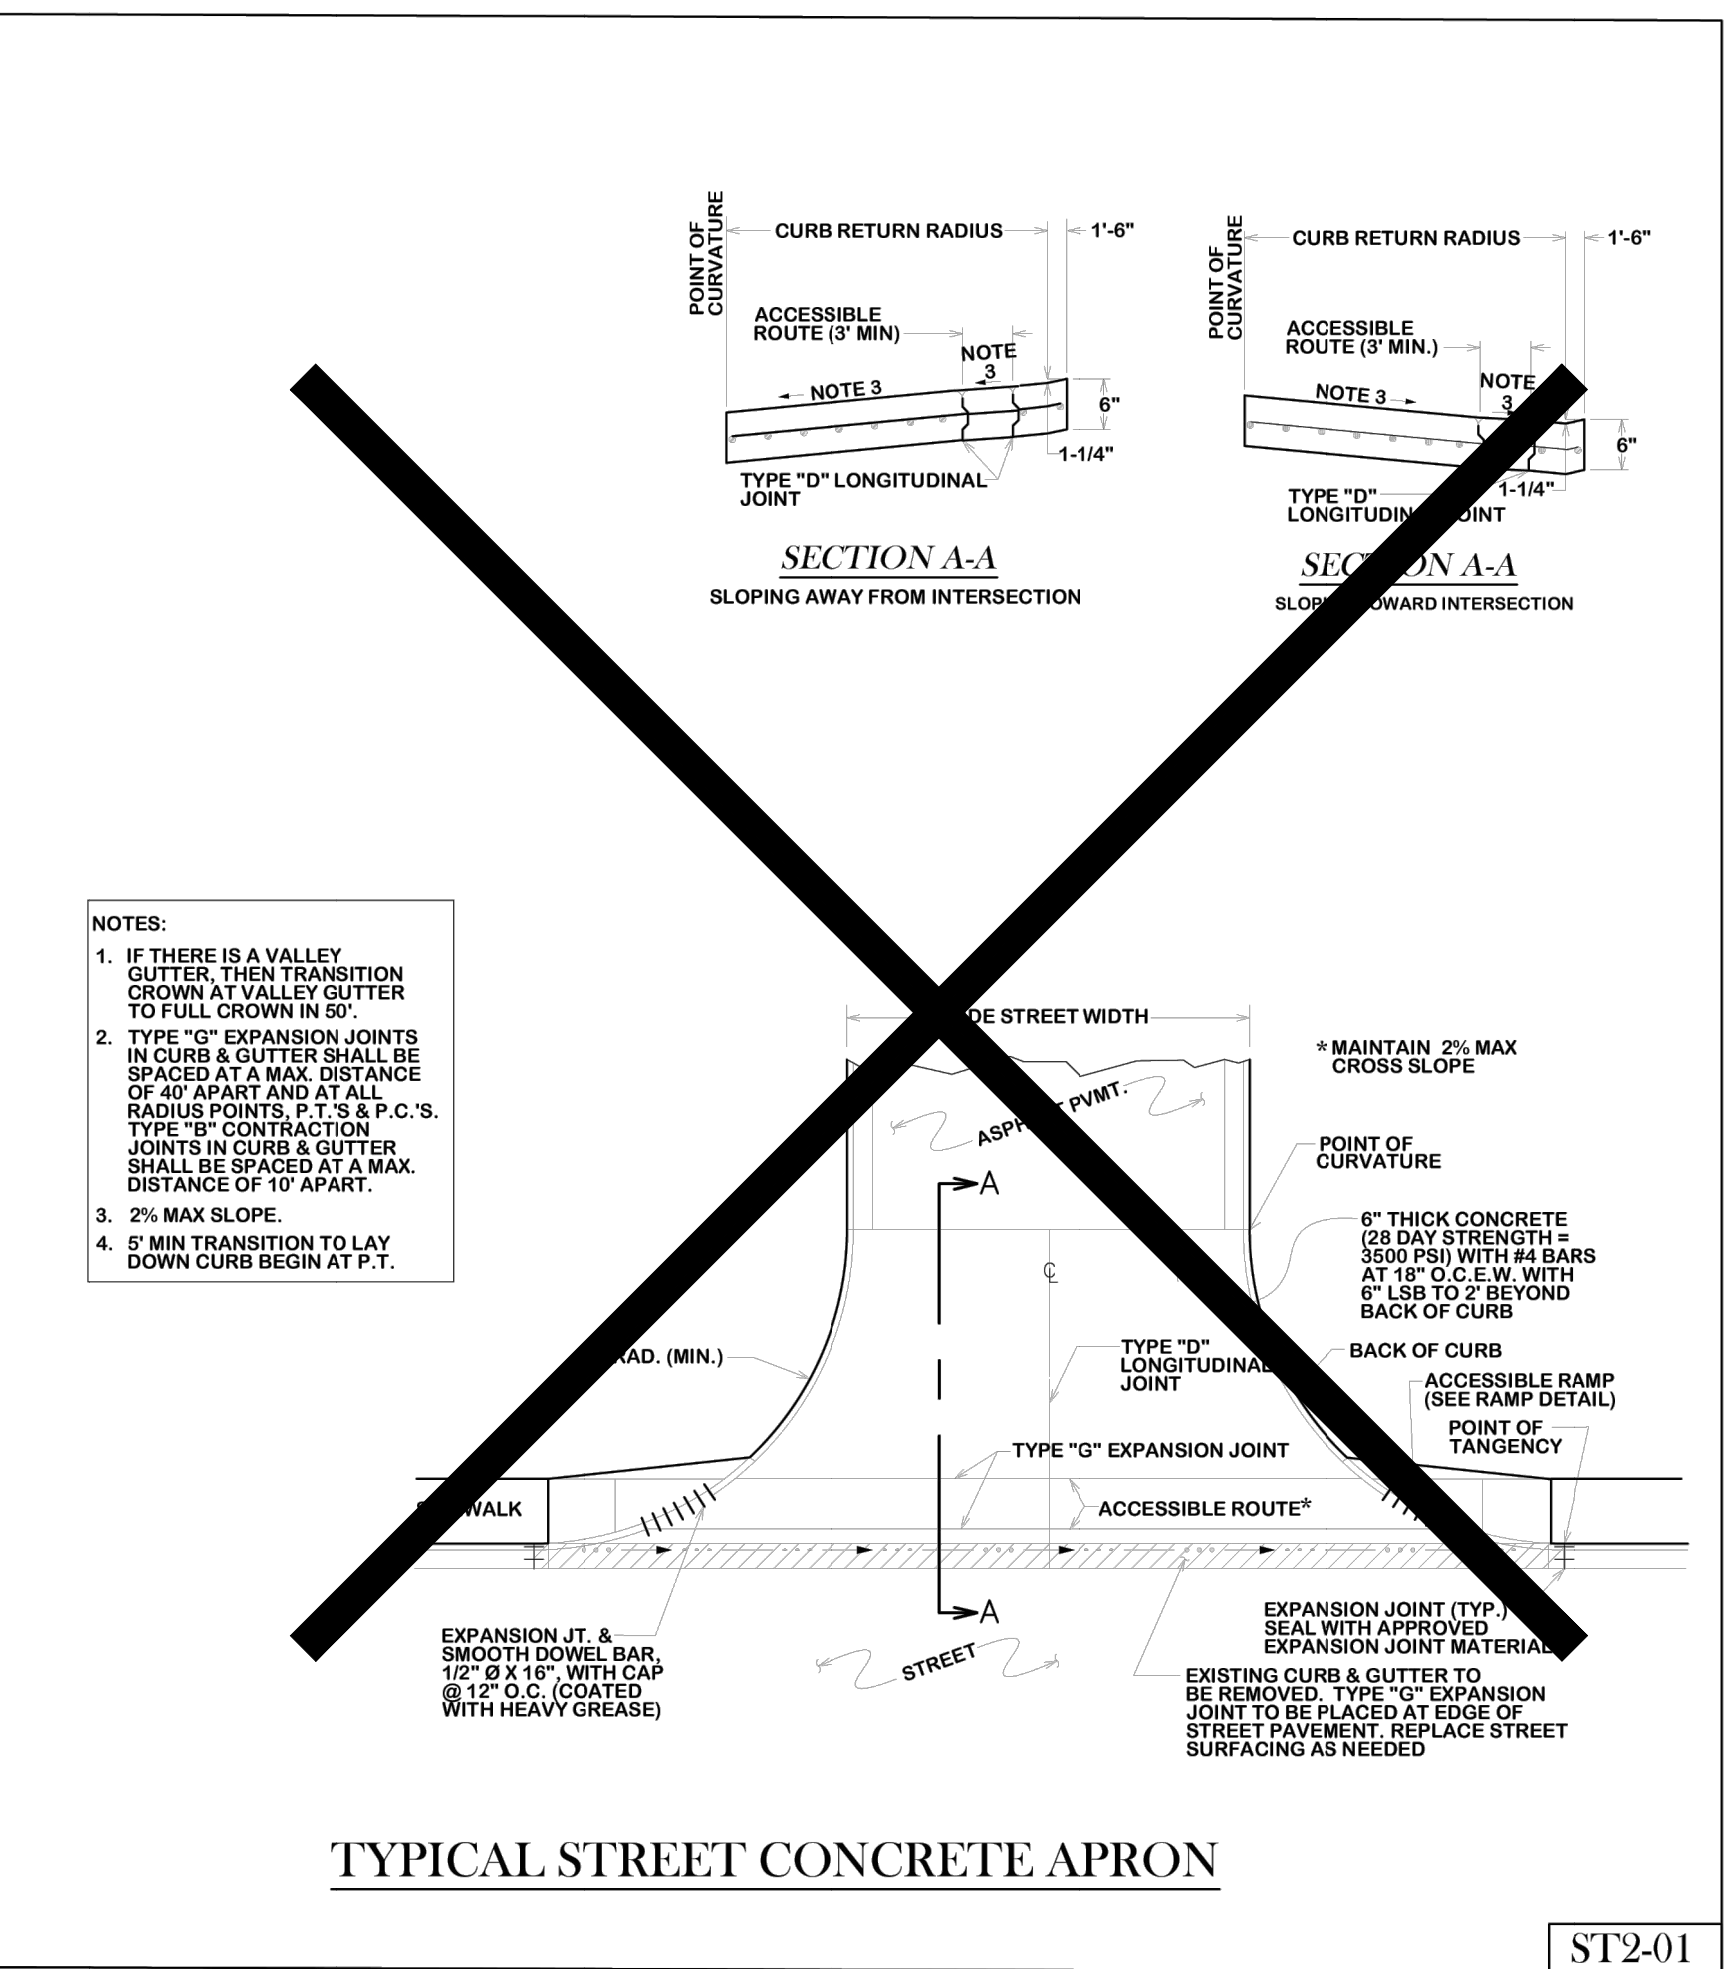 POINT OF
CURVATURE
CURB RETURN RADIUS
1'-6"
ACCESSIBLE
ROUTE (3' MIN)
NOTE
3
NOTE 3
6"
1-1/4"
TYPE "D" LONGITUDINAL
JOINT
SECTION A-A
SLOPING AWAY FROM INTERSECTION
POINT OF
CURVATURE
CURB RETURN RADIUS
1'-6"
ACCESSIBLE
ROUTE (3' MIN.)
NOTE
3
NOTE 3
6"
1-1/4"
TYPE "D"
LONGITUDINAL JOINT
SECTION A-A
SLOPING TOWARD INTERSECTION
NOTES:
1. IF THERE IS A VALLEY
GUTTER, THEN TRANSITION
CROWN AT VALLEY GUTTER
TO FULL CROWN IN 50'.
2. TYPE "G" EXPANSION JOINTS
IN CURB & GUTTER SHALL BE
SPACED AT A MAX. DISTANCE
OF 40' APART AND AT ALL
RADIUS POINTS, P.T.'S & P.C.'S.
TYPE "B" CONTRACTION
JOINTS IN CURB & GUTTER
SHALL BE SPACED AT A MAX.
DISTANCE OF 10' APART.
3. 2% MAX SLOPE.
4. 5' MIN TRANSITION TO LAY
DOWN CURB BEGIN AT P.T.
STREET WIDTH
* MAINTAIN 2% MAX
CROSS SLOPE
ASPHALT PVMT.
A
POINT OF
CURVATURE
6" THICK CONCRETE
(28 DAY STRENGTH =
3500 PSI) WITH #4 BARS
AT 18" O.C.E.W. WITH
6" LSB TO 2' BEYOND
BACK OF CURB
℄
RAD. (MIN.)
TYPE "D"
LONGITUDINAL
JOINT
BACK OF CURB
ACCESSIBLE RAMP
(SEE RAMP DETAIL)
POINT OF
TANGENCY
TYPE "G" EXPANSION JOINT
SIDEWALK
ACCESSIBLE ROUTE*
A
STREET
EXPANSION JT. &
SMOOTH DOWEL BAR,
1/2" Ø X 16", WITH CAP
@ 12" O.C. (COATED
WITH HEAVY GREASE)
EXPANSION JOINT (TYP.)
SEAL WITH APPROVED
EXPANSION JOINT MATERIAL
EXISTING CURB & GUTTER TO
BE REMOVED. TYPE "G" EXPANSION
JOINT TO BE PLACED AT EDGE OF
STREET PAVEMENT. REPLACE STREET
SURFACING AS NEEDED
TYPICAL STREET CONCRETE APRON
ST2-01